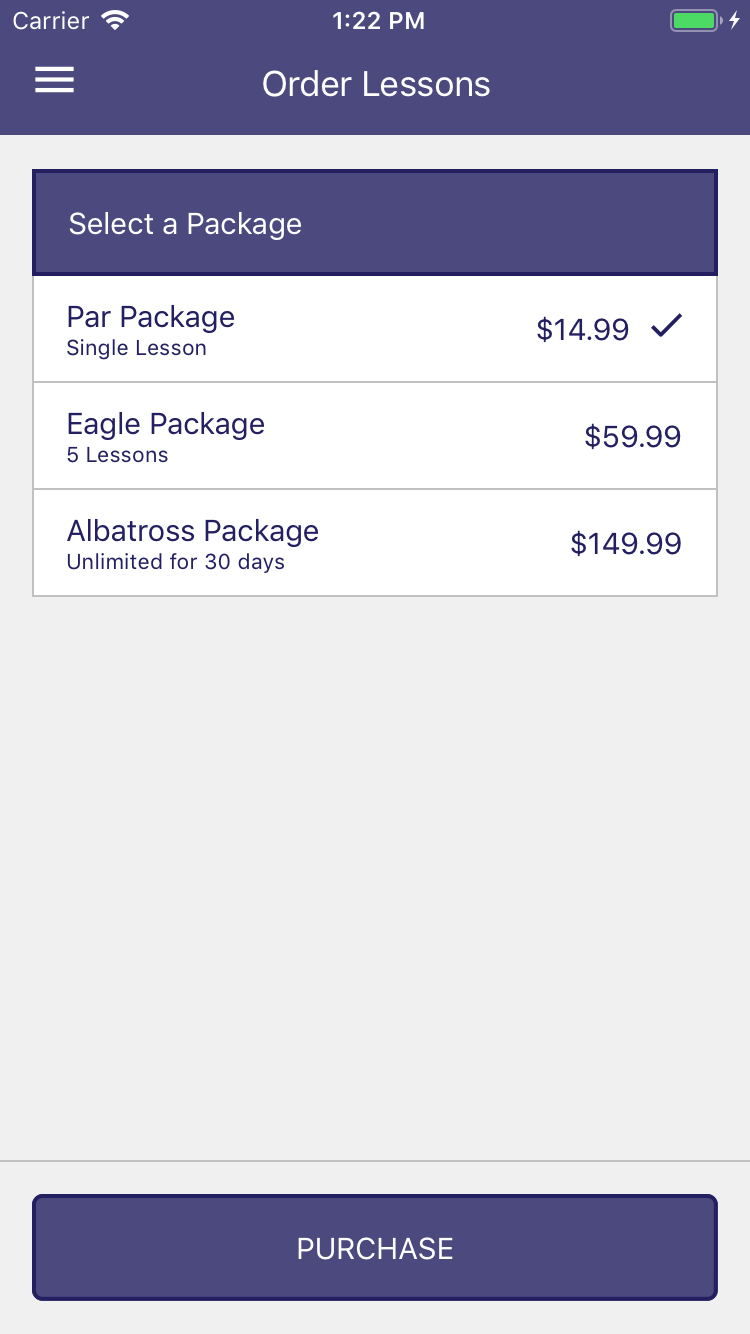 Carrier 1:22 PM
Order Lessons
Select a Package
Par Package
Single Lesson
$14.99
Eagle Package
5 Lessons
$59.99
Albatross Package
Unlimited for 30 days
$149.99
PURCHASE